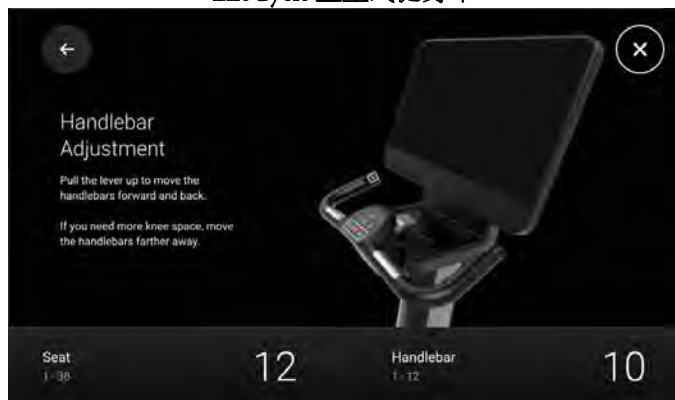 Handlebar
Adjustment
Pull the lever up to move the
handlebars forward and back.
If you need more knee space, move
the handlebars farther away.
Seat
1 - 38
12
Handlebar
1 - 12
10